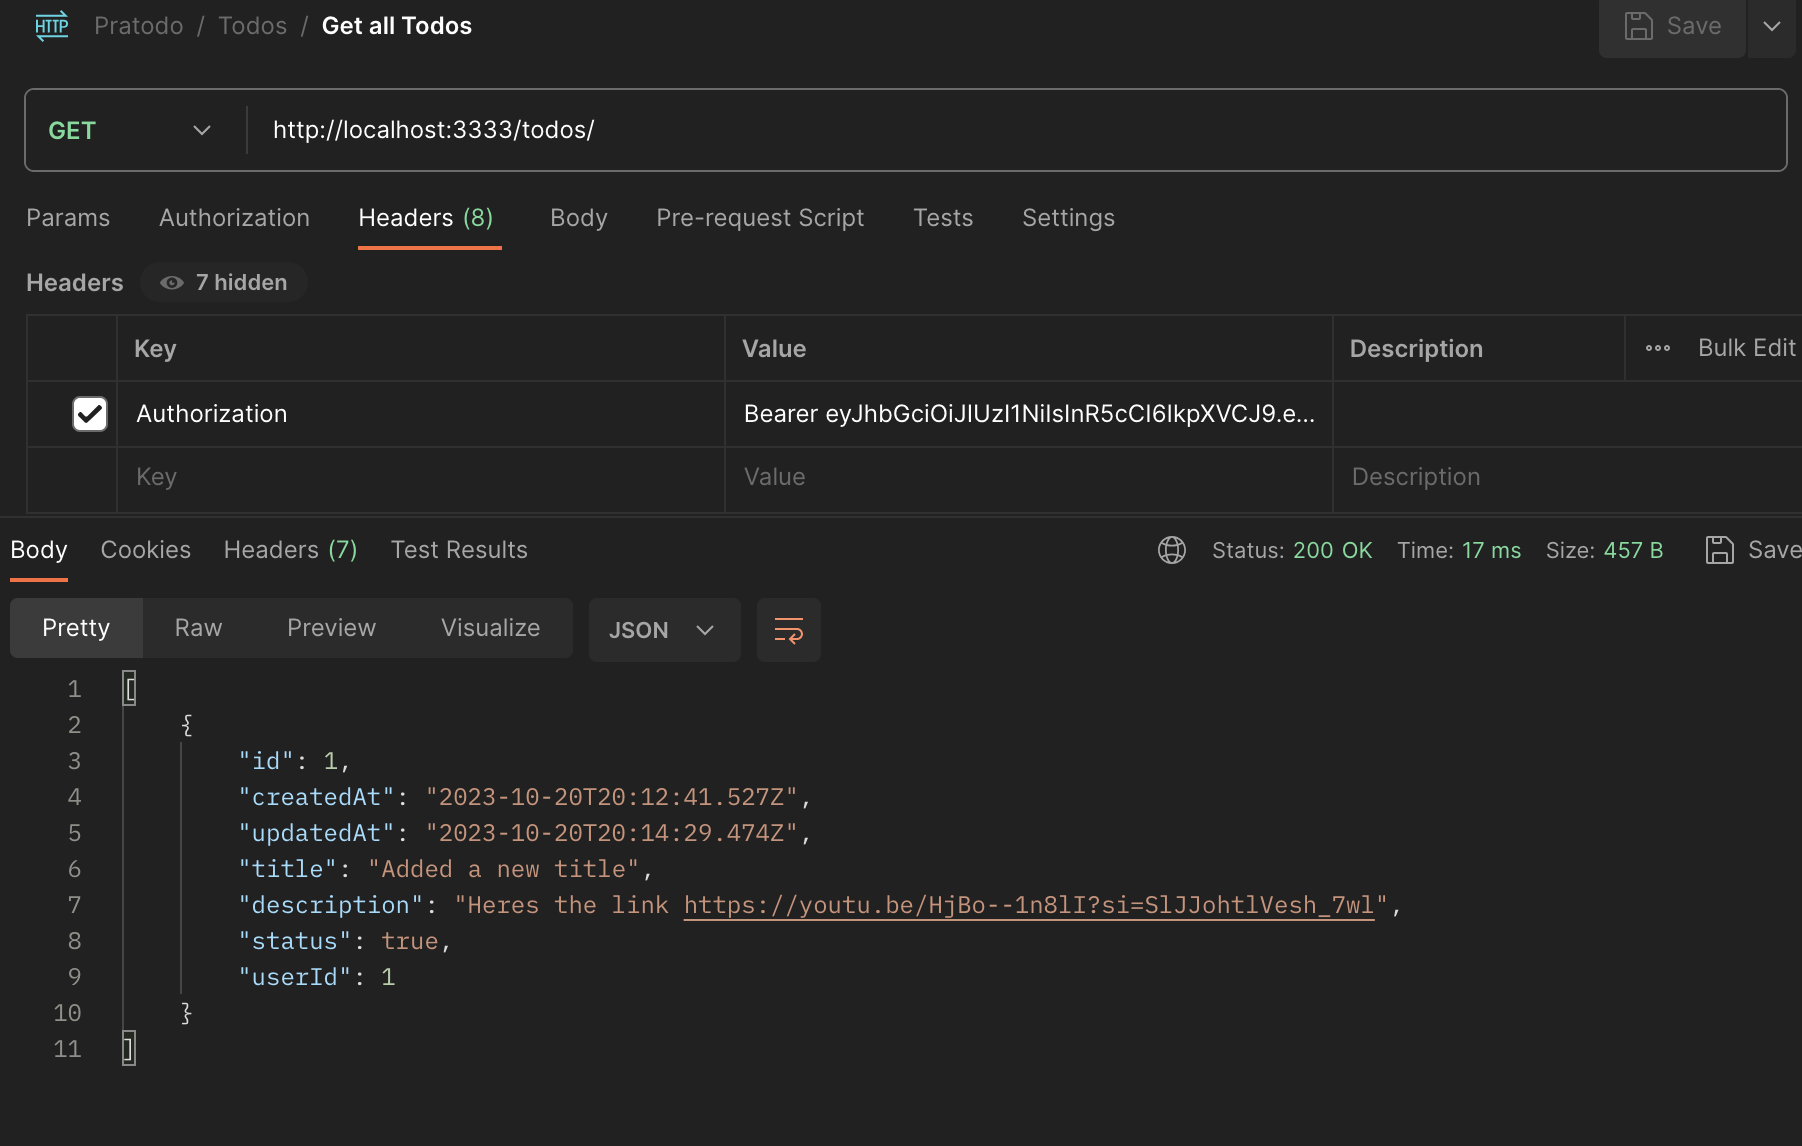 HTTP Pratodo / Todos / Get all Todos Save
GET http://localhost:3333/todos/
Params Authorization Headers (8) Body Pre-request Script Tests Settings
Headers 7 hidden
Key Value Description Bulk Edit
Authorization Bearer eyJhbGciOiJIUzI1NiIsInR5cCI6IkpXVCJ9.e...
Key Value Description
Body Cookies Headers (7) Test Results Status: 200 OK Time: 17 ms Size: 457 B Save
Pretty Raw Preview Visualize JSON
1 [
2 {
3 "id": 1,
4 "createdAt": "2023-10-20T20:12:41.527Z",
5 "updatedAt": "2023-10-20T20:14:29.474Z",
6 "title": "Added a new title",
7 "description": "Heres the link https://youtu.be/HjBo--1n8lI?si=SlJJohtlVesh_7wl",
8 "status": true,
9 "userId": 1
10 }
11 ]